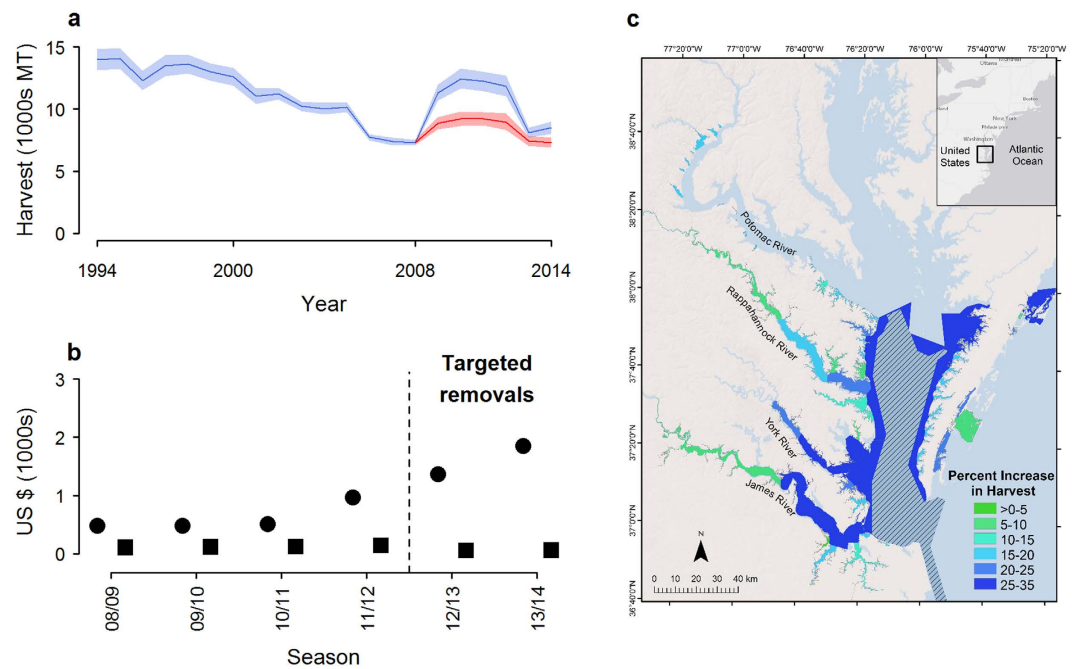 a
15
10
5
0
Harvest (1000s MT)
1994
2000
2008
2014
Year
b
Targeted
removals
3
2
1
0
US $ (1000s)
08/09
09/10
10/11
11/12
12/13
13/14
Season
c
77°20'0"W
77°0'0"W
76°40'0"W
76°20'0"W
76°0'0"W
75°40'0"W
75°20'0"W
38°40'0"N
38°20'0"N
38°0'0"N
37°40'0"N
37°20'0"N
37°0'0"N
36°40'0"N
Ottawa
Boston
New York
Philadelphia
Washington
United
States
Atlantic
Ocean
Potomac River
Rappahannock River
York River
James River
N
0 10 20 30 40 km
Percent Increase
in Harvest
>0-5
5-10
10-15
15-20
20-25
25-35